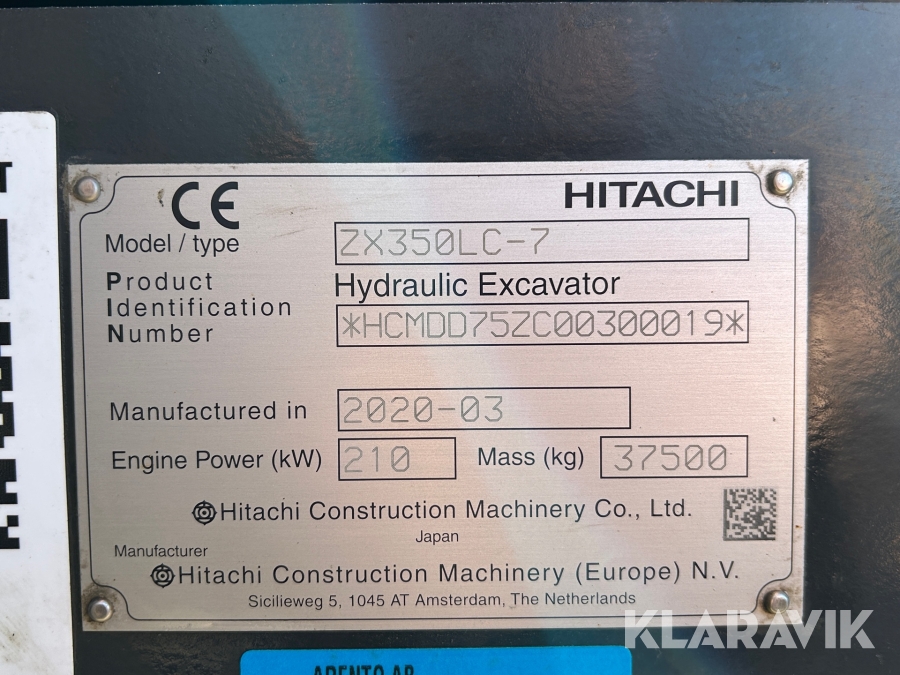 CE
HITACHI
Model / type ZX350LC-7
Product Hydraulic Excavator
Identification
Number *HCMDD75ZC00300019*
Manufactured in 2020-03
Engine Power (kW) 210 Mass (kg) 37500
Hitachi Construction Machinery Co., Ltd.
Japan
Manufacturer
Hitachi Construction Machinery (Europe) N.V.
Sicilieweg 5, 1045 AT Amsterdam, The Netherlands
KLARAVIK